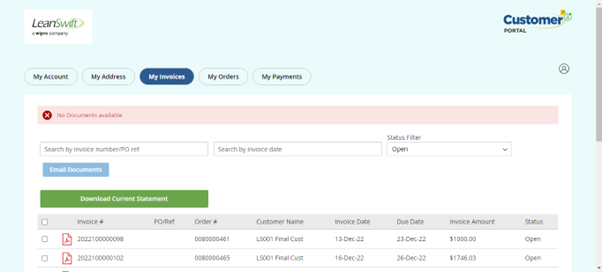 LeanSwift
a wipro company
Customer
PORTAL
My Account My Address My Invoices My Orders My Payments
No Documents available
Status Filter
Search by invoice number/PO ref Search by invoice date Open
Email Documents
Download Current Statement
Invoice # PO/Ref Order # Customer Name Invoice Date Due Date Invoice Amount Status
2022100000098 0080000461 LS001 Final Cust 13-Dec-22 23-Dec-22 $1000.00 Open
2022100000102 0080000465 LS001 Final Cust 16-Dec-22 26-Dec-22 $1746.03 Open